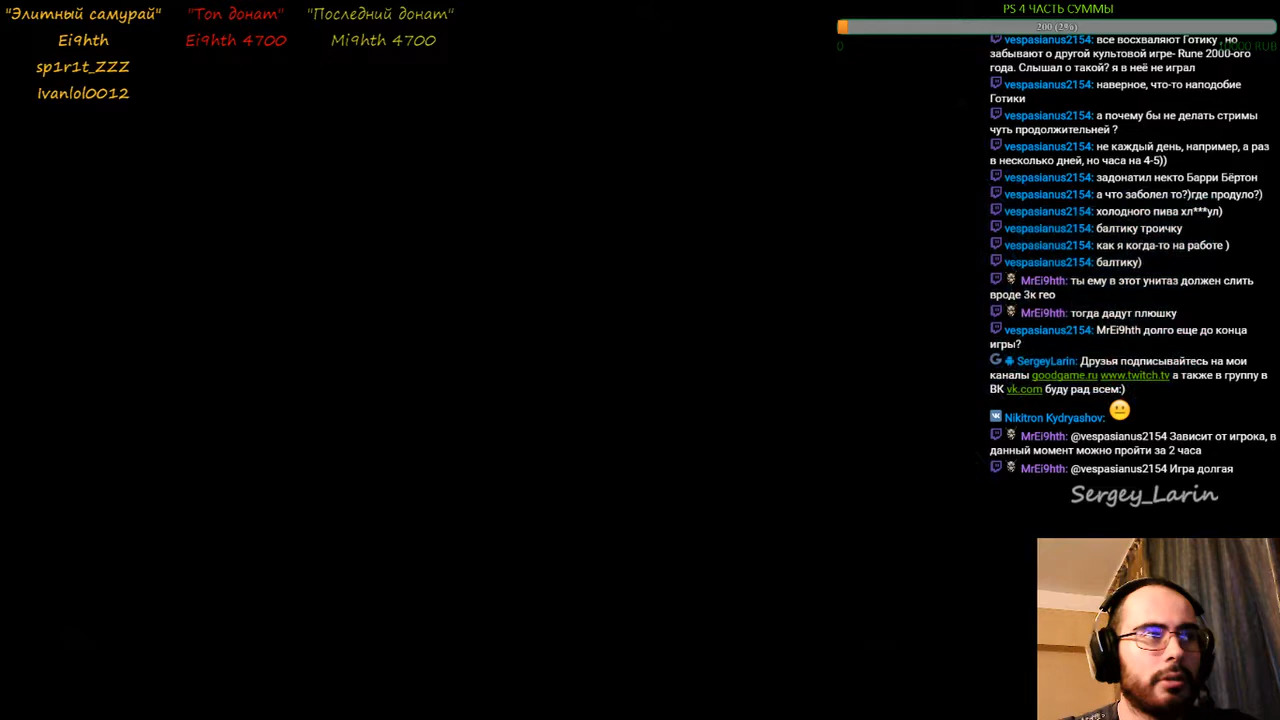 "Элитный самурай"
Ei9hth
sp1r1t_ZZZ
ivanlol0012
"Топ донат"
Ei9hth 4700
"Последний донат"
Mi9hth 4700
PS 4 ЧАСТЬ СУММЫ
200 (2%)
0
RUB
vespasianus2154: все восхваляют Готику , но
забывают о другой культовой игре- Rune 2000-ого
года. Слышал о такой? я в неё не играл
vespasianus2154: наверное, что-то наподобие
Готики
vespasianus2154: а почему бы не делать стримы
чуть продолжительней ?
vespasianus2154: не каждый день, например, а раз
в несколько дней, но часа на 4-5))
vespasianus2154: задонатил некто Барри Бёртон
vespasianus2154: а что заболел то?)где продуло?)
vespasianus2154: холодного пива хл***ул)
vespasianus2154: балтику троичку
vespasianus2154: как я когда-то на работе )
vespasianus2154: балтику)
MrEi9hth: ты ему в этот унитаз должен слить
вроде 3к гео
MrEi9hth: тогда дадут плюшку
vespasianus2154: MrEi9hth долго еще до конца
игры?
SergeyLarin: Друзья подписывайтесь на мои
каналы goodgame.ru www.twitch.tv а также в группу в
ВК vk.com буду рад всем:)
Nikitron Kydryashov:
MrEi9hth: @vespasianus2154 Зависит от игрока, в
данный момент можно пройти за 2 часа
MrEi9hth: @vespasianus2154 Игра долгая
Sergey_Larin